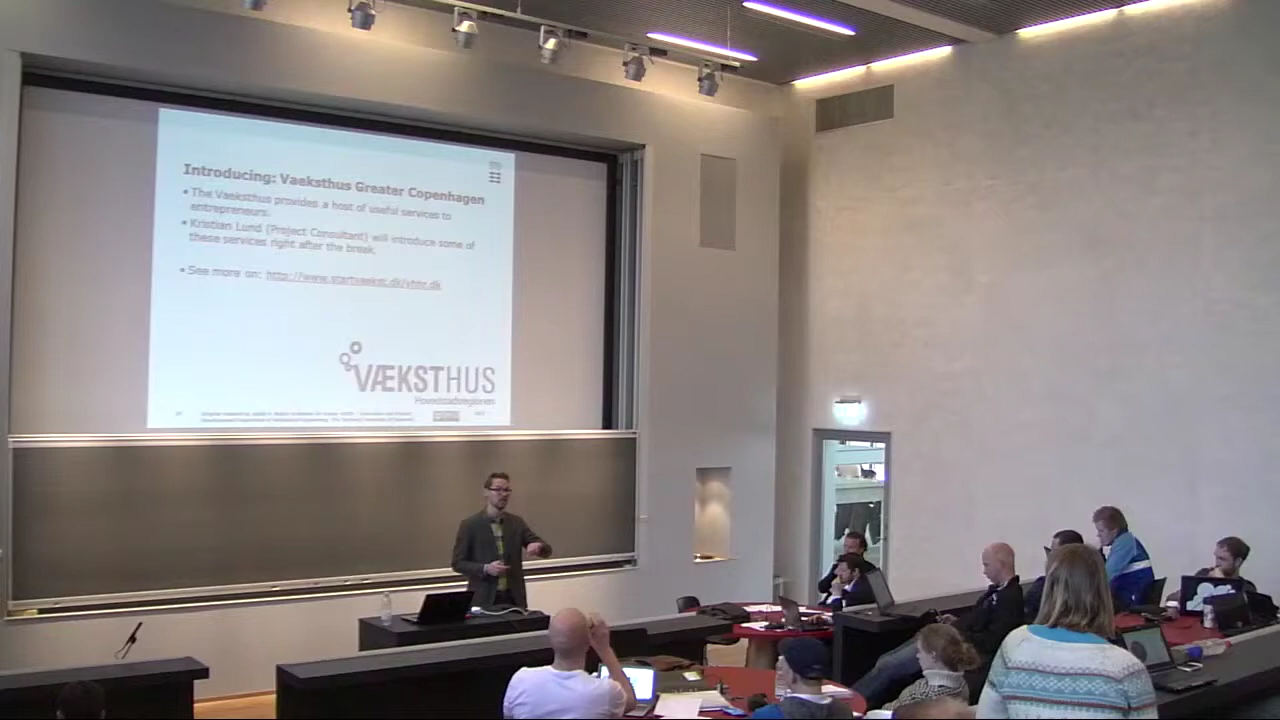 Introducing: Vaeksthus Greater Copenhagen
• The Vaeksthus provides a host of useful services to
entrepreneurs.
• Kristian Lund (Project Consultant) will introduce some of
these services right after the break.
• See more on: http://www.startvaekst.dk/vhhr.dk
VÆKSTHUS
Hovedstadsregionen